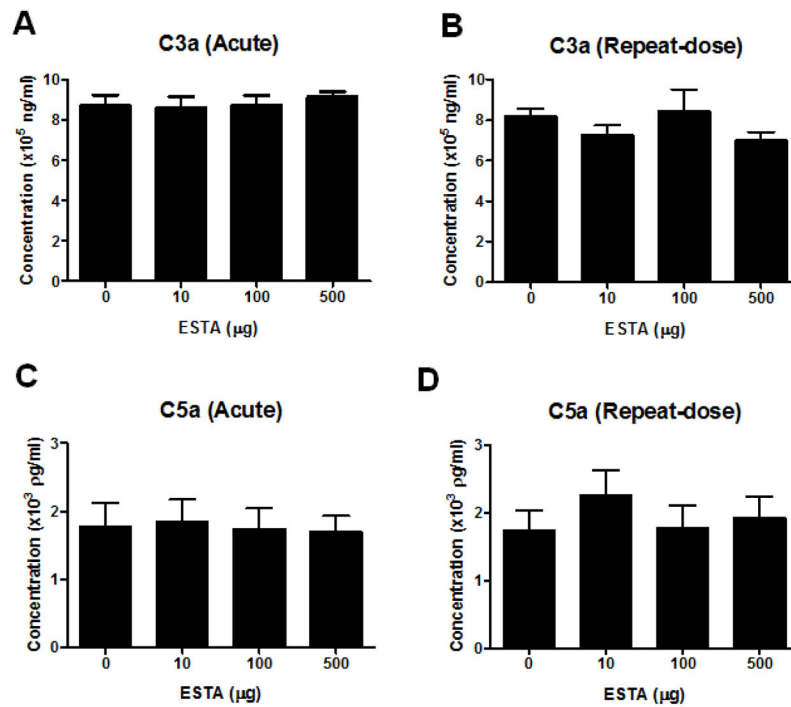 A
C3a (Acute)
Concentration (x10⁵ ng/ml)
10
8
6
4
2
0
0 10 100 500
ESTA (μg)
B
C3a (Repeat-dose)
Concentration (x10⁵ ng/ml)
10
8
6
4
2
0
0 10 100 500
ESTA (μg)
C
C5a (Acute)
Concentration (x10³ ρg/ml)
3
2
1
0
0 10 100 500
ESTA (μg)
D
C5a (Repeat-dose)
Concentration (x10³ ρg/ml)
3
2
1
0
0 10 100 500
ESTA (μg)